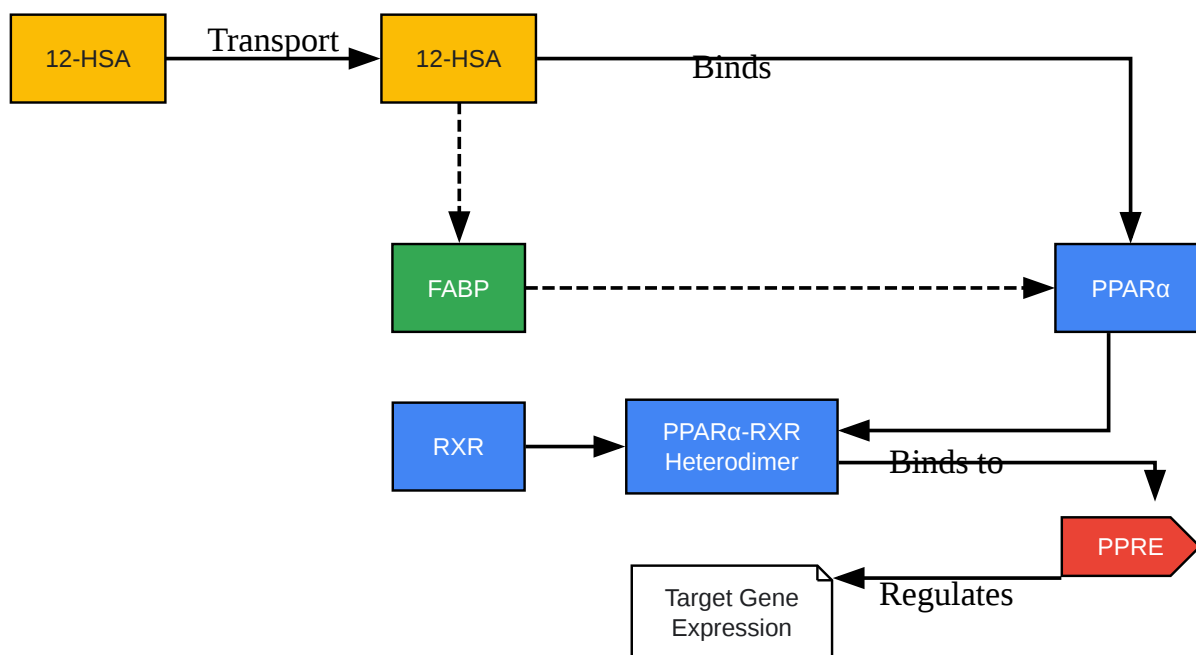 12-HSA
Transport
12-HSA
Binds
FABP
PPARα
RXR
PPARα-RXR
Heterodimer
Binds to
PPRE
Target Gene
Expression
Regulates